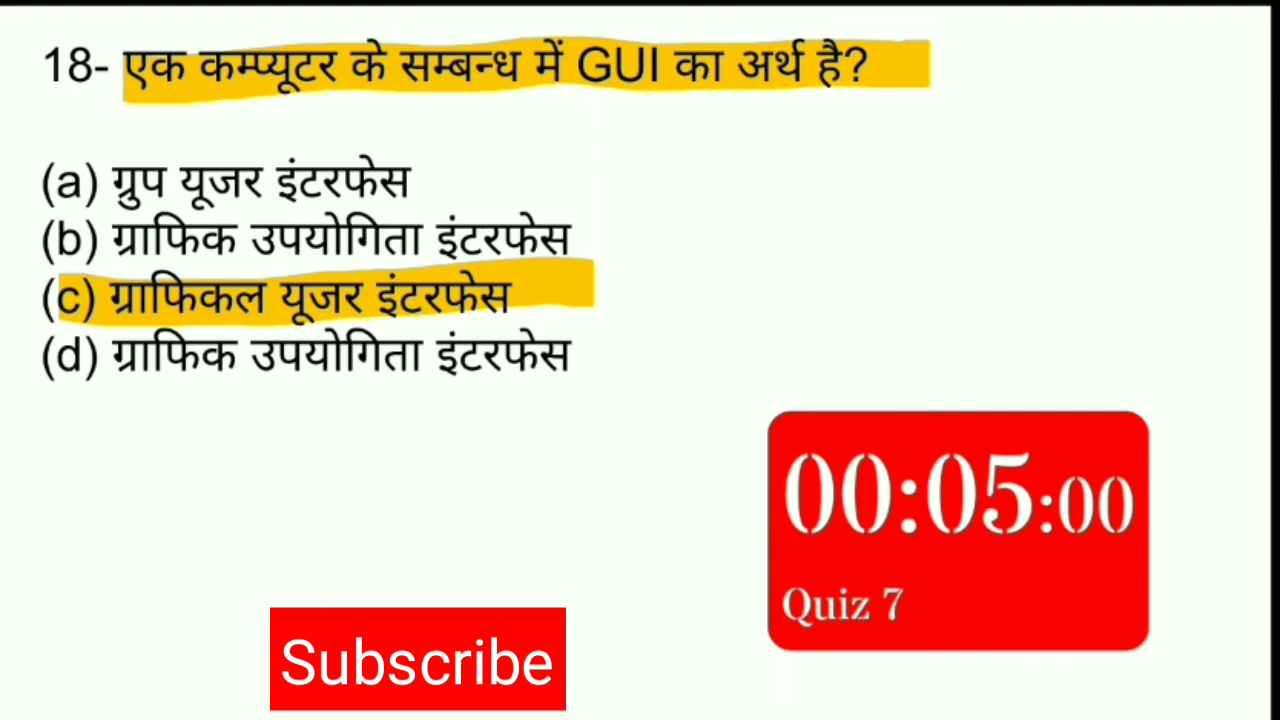 18- एक कम्प्यूटर के सम्बन्ध में GUI का अर्थ है?
(a) ग्रुप यूजर इंटरफेस
(b) ग्राफिक उपयोगिता इंटरफेस
(c) ग्राफिकल यूजर इंटरफेस
(d) ग्राफिक उपयोगिता इंटरफेस
00:05:00
Quiz 7
Subscribe